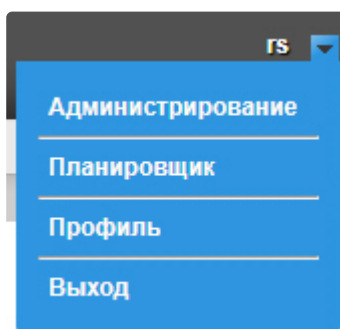 rs
Администрирование
Планировщик
Профиль
Выход